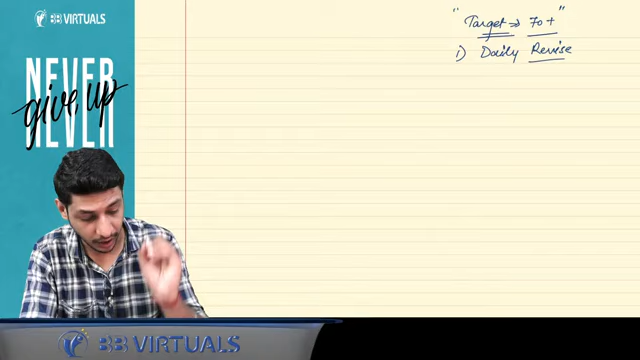 BB VIRTUALS
NEVER
give up
NEVER
"Target ⇒ 70+"
i) Daily Revise
BB VIRTUALS